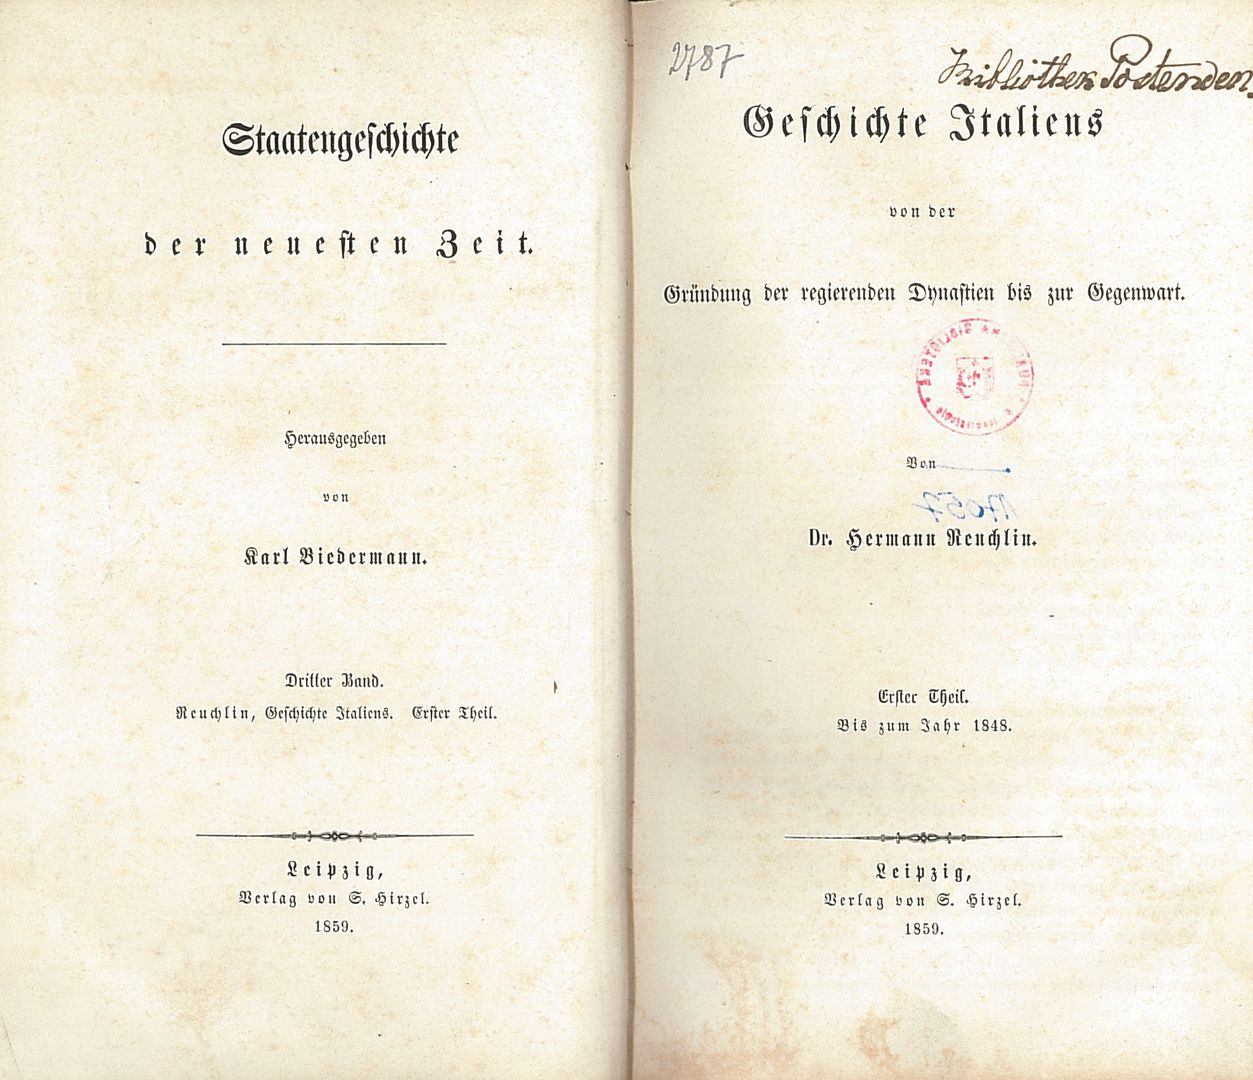 Staatengeschichte
der neuesten Zeit.
Herausgegeben
von
Karl Biedermann.
Dritter Band.
Reuchlin, Geschichte Italiens. Erster Theil.
Leipzig,
Verlag von S. Hirzel.
1859.
2787
Bibliothek Postenden.
Geschichte Italiens
von der
Gründung der regierenden Dynastien bis zur Gegenwart.
Von
Dr. Hermann Reuchlin.
Erster Theil.
Bis zum Jahr 1848.
Leipzig,
Verlag von S. Hirzel.
1859.